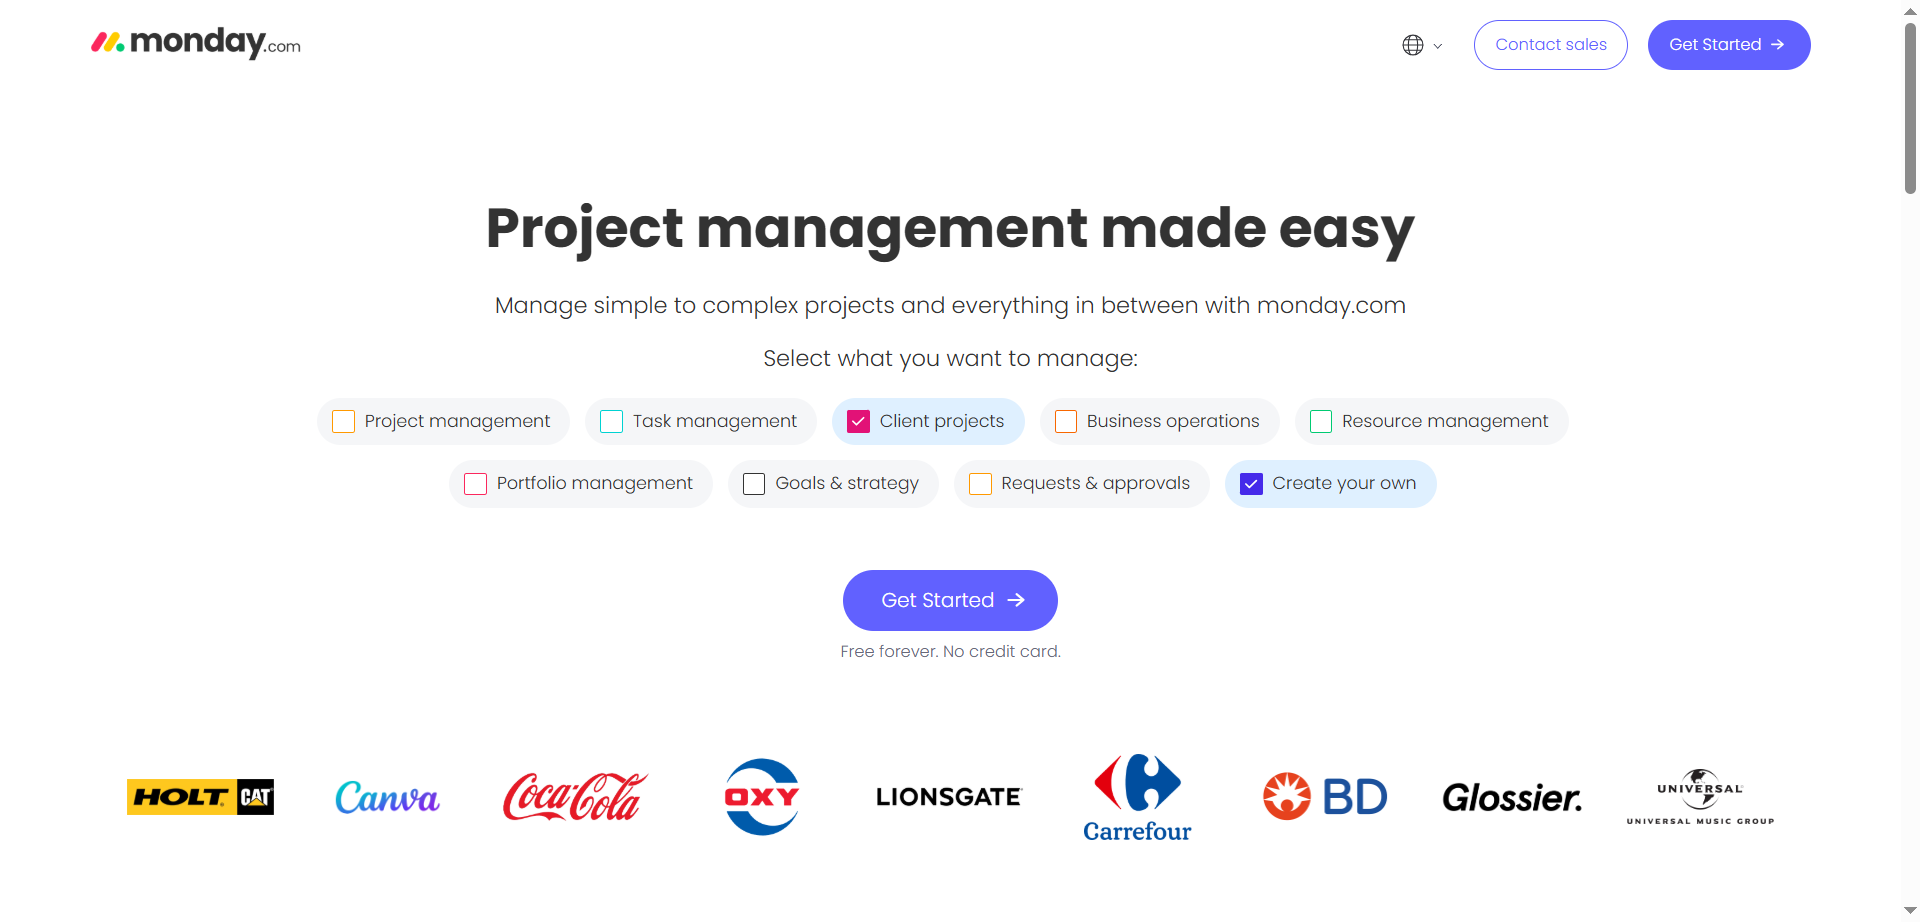 monday.com
Contact sales
Get Started →
Project management made easy
Manage simple to complex projects and everything in between with monday.com
Select what you want to manage:
Project management Task management Client projects Business operations Resource management
Portfolio management Goals & strategy Requests & approvals Create your own
Get Started →
Free forever. No credit card.
HOLT CAT Canva Coca-Cola OXY LIONSGATE Carrefour BD Glossier. UNIVERSAL
UNIVERSAL MUSIC GROUP